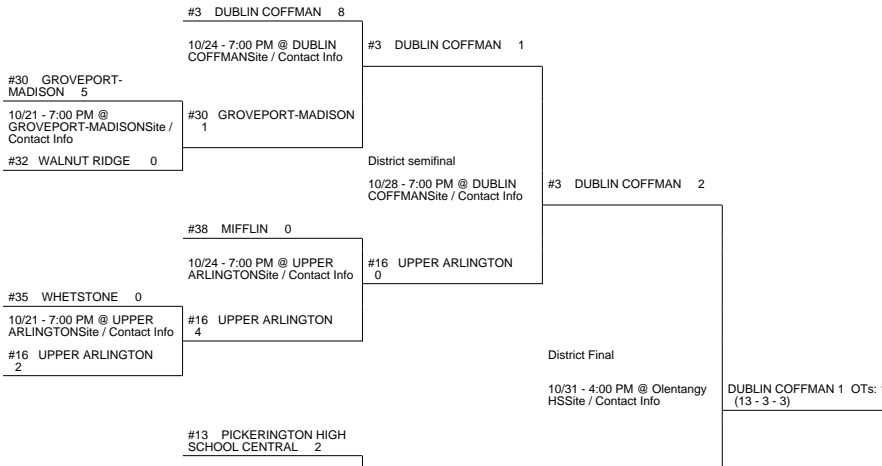 #3 DUBLIN COFFMAN 8
10/24 - 7:00 PM @ DUBLIN
COFFMANSite / Contact Info
#3 DUBLIN COFFMAN 1
#30 GROVEPORT-
MADISON 5
10/21 - 7:00 PM @
GROVEPORT-MADISONSite /
Contact Info
#30 GROVEPORT-MADISON
1
#32 WALNUT RIDGE 0
District semifinal
10/28 - 7:00 PM @ DUBLIN
COFFMANSite / Contact Info
#3 DUBLIN COFFMAN 2
#38 MIFFLIN 0
10/24 - 7:00 PM @ UPPER
ARLINGTONSite / Contact Info
#16 UPPER ARLINGTON
0
#35 WHETSTONE 0
10/21 - 7:00 PM @ UPPER
ARLINGTONSite / Contact Info
#16 UPPER ARLINGTON
4
#16 UPPER ARLINGTON
2
District Final
10/31 - 4:00 PM @ Olentangy
HSSite / Contact Info
DUBLIN COFFMAN 1 OTs:
(13 - 3 - 3)
#13 PICKERINGTON HIGH
SCHOOL CENTRAL 2